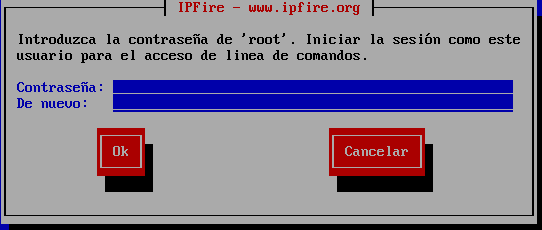 IPFire - www.ipfire.org
Introduzca la contraseña de 'root'. Iniciar la sesión como este
usuario para el acceso de linea de comandos.
Contraseña:
De nuevo:
Ok Cancelar